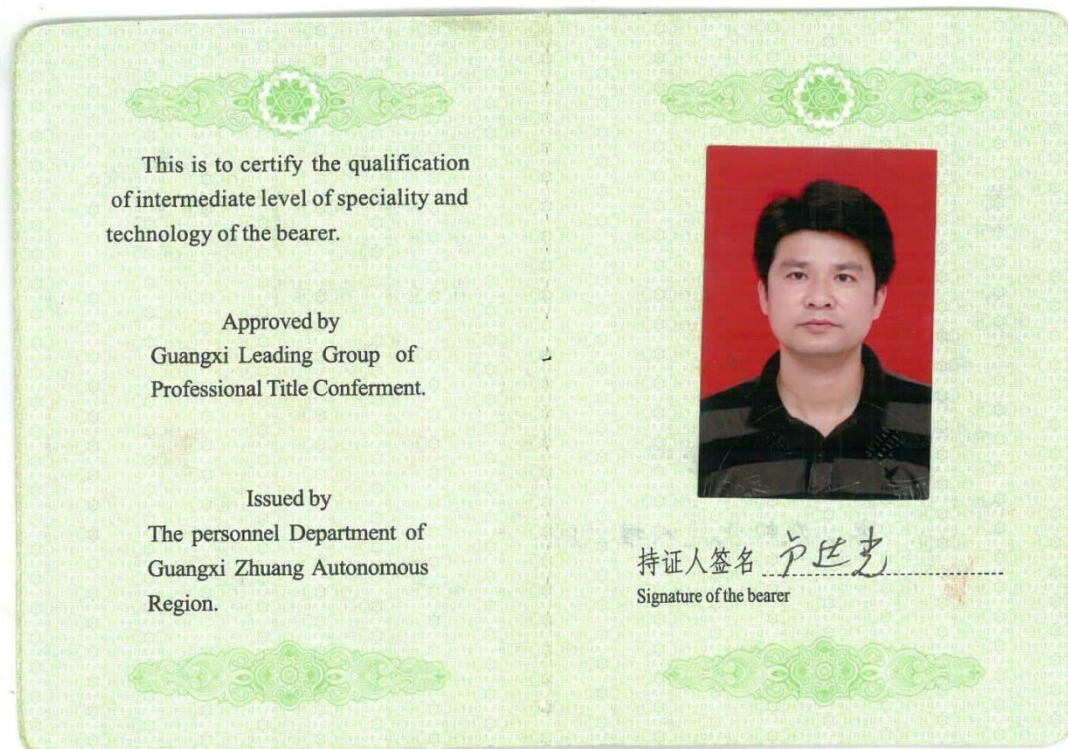 This is to certify the qualification
of intermediate level of speciality and
technology of the bearer.
Approved by
Guangxi Leading Group of
Professional Title Conferment.
Issued by
The personnel Department of
Guangxi Zhuang Autonomous
Region.
持证人签名
Signature of the bearer